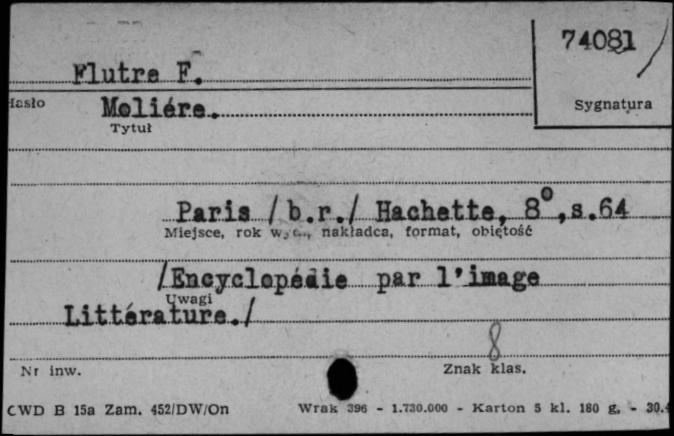 74081
Flutre F.
Hasło
Moliére.
Sygnatura
Tytuł
Paris /b.r./ Hachette, 8°,s.64
Miejsce, rok nakładca, format, objętość
/Encyclopédie par l'image
Uwagi
Littérature./
8
Nr inw.
Znak klas.
CWD B 15a Zam. 452/DW/On Wrak 396 - 1.730.000 - Karton 5 kl. 180 g. - 30.4